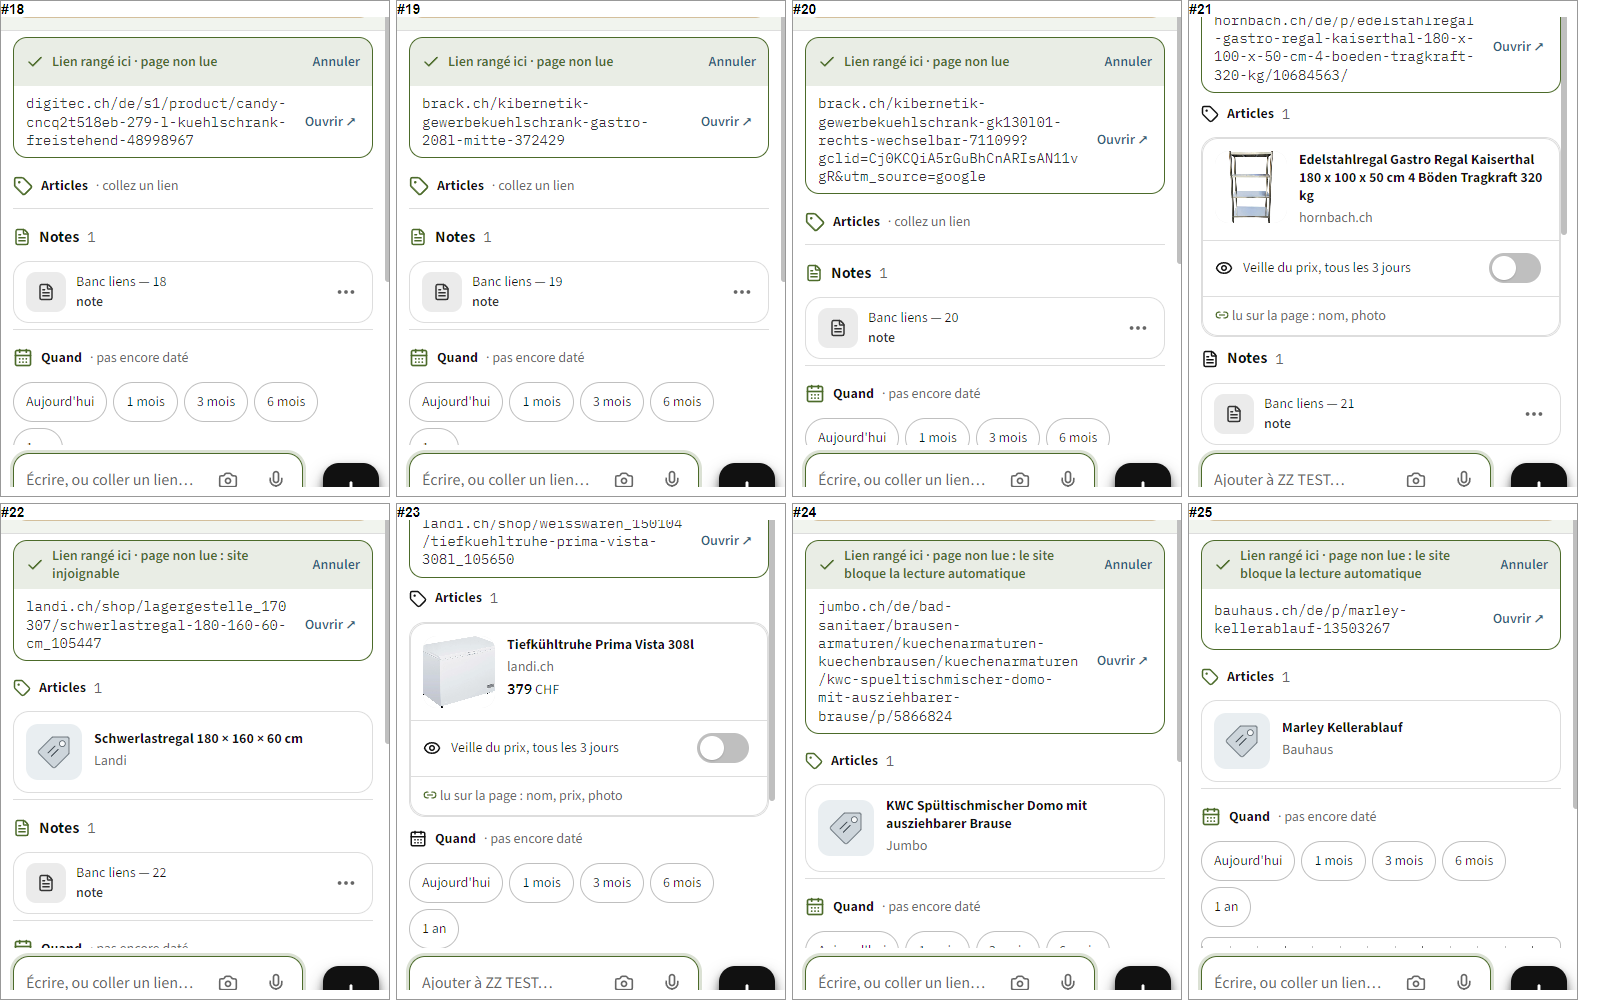 #18
Lien rangé ici · page non lue
Annuler
digitec.ch/de/s1/product/candy-
cncq2t518eb-279-l-kuehlschrank-
freistehend-48998967
Ouvrir ↗
Articles · collez un lien
Notes 1
Banc liens — 18
note
Quand · pas encore daté
Aujourd'hui
1 mois
3 mois
6 mois
Écrire, ou coller un lien...
#19
Lien rangé ici · page non lue
Annuler
brack.ch/kibernetik-
gewerbekuehlschrank-gastro-
208l-mitte-372429
Ouvrir ↗
Articles · collez un lien
Notes 1
Banc liens — 19
note
Quand · pas encore daté
Aujourd'hui
1 mois
3 mois
6 mois
Écrire, ou coller un lien...
#20
Lien rangé ici · page non lue
Annuler
brack.ch/kibernetik-
gewerbekuehlschrank-gk130l01-
rechts-wechselbar-711099?
gclid=Cj0KCQiA5rGuBhCnARIsAN11v
gR&utm_source=google
Ouvrir ↗
Articles · collez un lien
Notes 1
Banc liens — 20
note
Quand · pas encore daté
Aujourd'hui
1 mois
3 mois
6 mois
Écrire, ou coller un lien...
#21
hornbach.ch/de/p/edelstahlregal
-gastro-regal-kaiserthal-180-x-
100-x-50-cm-4-boeden-tragkraft-
320-kg/10684563/
Ouvrir ↗
Articles 1
Edelstahlregal Gastro Regal Kaiserthal
180 x 100 x 50 cm 4 Böden Tragkraft 320
kg
hornbach.ch
Veille du prix, tous les 3 jours
lu sur la page : nom, photo
Notes 1
Banc liens — 21
note
Ajouter à ZZ TEST...
#22
Lien rangé ici · page non lue : site
injoignable
Annuler
landi.ch/shop/lagergestelle_170
307/schwerlastregal-180-160-60-
cm_105447
Ouvrir ↗
Articles 1
Schwerlastregal 180 × 160 × 60 cm
Landi
Notes 1
Banc liens — 22
note
Quand · pas encore daté
Écrire, ou coller un lien...
#23
landi.ch/shop/weisswaren_150104
/tiefkuehltruhe-prima-vista-
308l_105650
Ouvrir ↗
Articles 1
Tiefkühltruhe Prima Vista 308l
landi.ch
379 CHF
Veille du prix, tous les 3 jours
lu sur la page : nom, prix, photo
Quand · pas encore daté
Aujourd'hui
1 mois
3 mois
6 mois
1 an
Ajouter à ZZ TEST...
#24
Lien rangé ici · page non lue : le site
bloque la lecture automatique
Annuler
jumbo.ch/de/bad-
sanitaer/brausen-
armaturen/kuechenarmaturen-
kuechenbrausen/kuechenarmaturen
/kwc-spueltischmischer-domo-
mit-ausziehbarer-
brause/p/5866824
Ouvrir ↗
Articles 1
KWC Spültischmischer Domo mit
ausziehbarer Brause
Jumbo
Quand · pas encore daté
Écrire, ou coller un lien...
#25
Lien rangé ici · page non lue : le site
bloque la lecture automatique
Annuler
bauhaus.ch/de/p/marley-
kellerablauf-13503267
Ouvrir ↗
Articles 1
Marley Kellerablauf
Bauhaus
Quand · pas encore daté
Aujourd'hui
1 mois
3 mois
6 mois
1 an
Écrire, ou coller un lien...